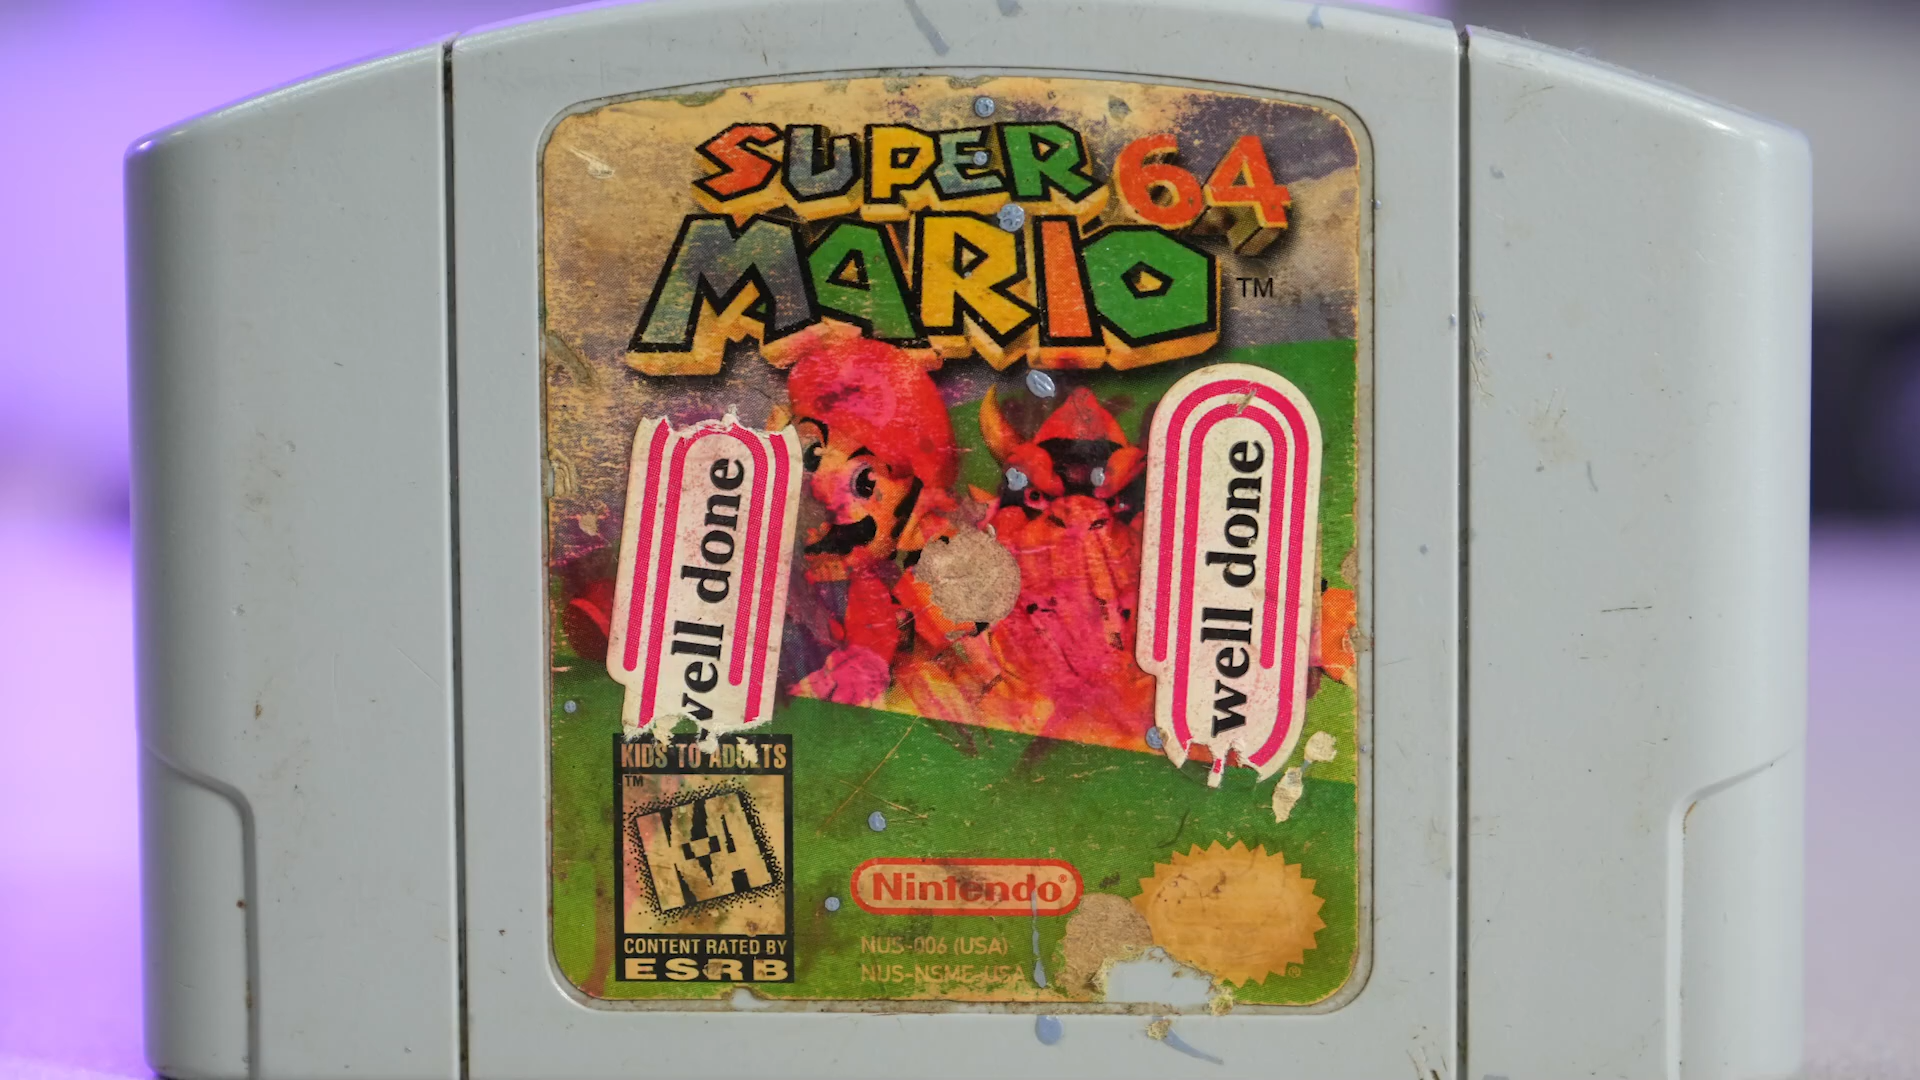 SUPER
MARIO 64
TM
well done
well done
KIDS TO ADULTS
TM
K-A
CONTENT RATED BY
ESRB
Nintendo®
NUS-006 (USA)
NUS-NSME-USA
®